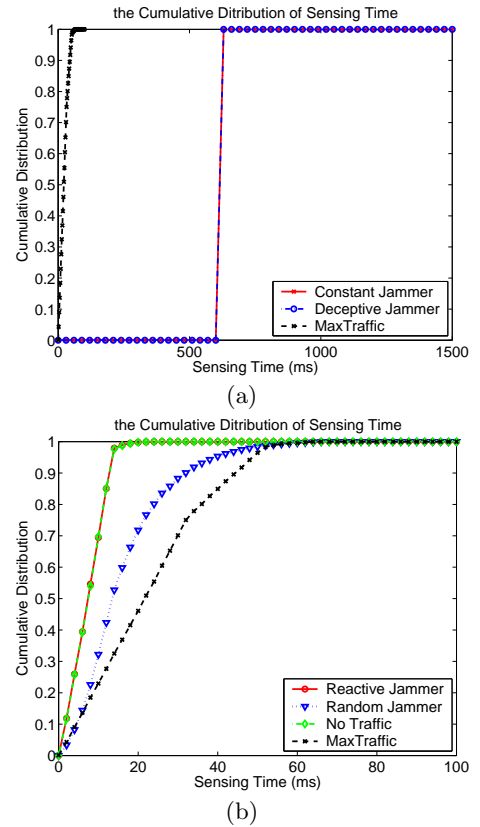 the Cumulative Ditribution of Sensing Time
1
0.9
0.8
0.7
0.6
0.5
0.4
0.3
0.2
0.1
0
Cumulative Distribution
Constant Jammer
Deceptive Jammer
MaxTraffic
0 500 1000 1500
Sensing Time (ms)
(a)
the Cumulative Ditribution of Sensing Time
1
0.9
0.8
0.7
0.6
0.5
0.4
0.3
0.2
0.1
0
Cumulative Distribution
Reactive Jammer
Random Jammer
No Traffic
MaxTraffic
0 20 40 60 80 100
Sensing Time (ms)
(b)